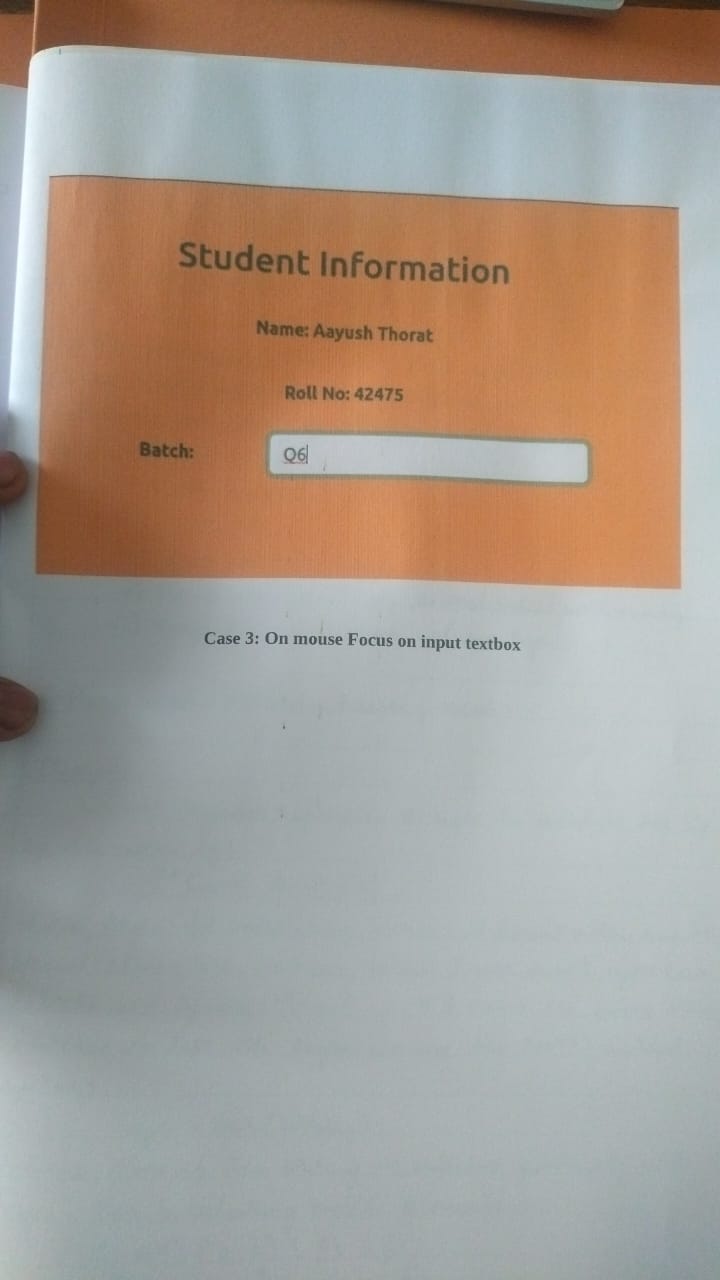 Student Information
Name: Aayush Thorat
Roll No: 42475
Batch: Q6
Case 3: On mouse Focus on input textbox